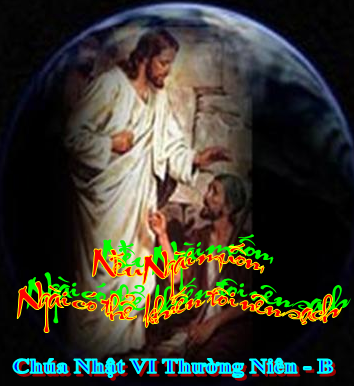 Nếu Ngài muốn,
Ngài có thể khiến tôi nên sạch
Chúa Nhật VI Thường Niên - B